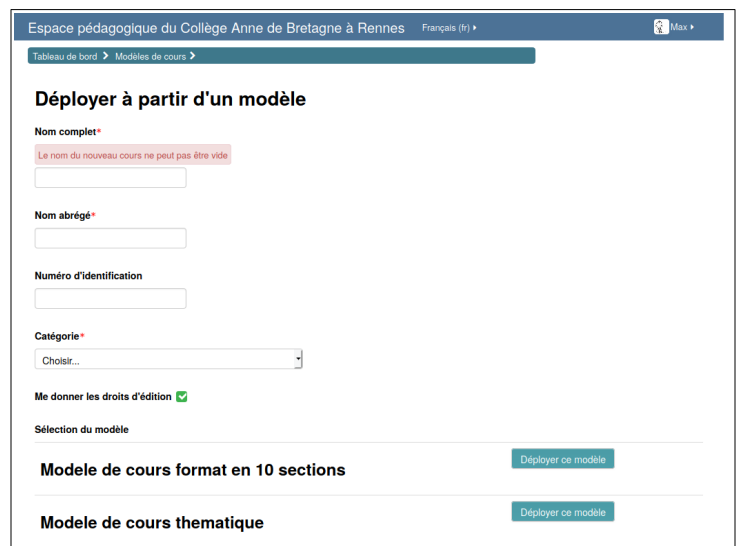 Espace pédagogique du Collège Anne de Bretagne à Rennes Français (fr) Max
Tableau de bord Modèles de cours
Déployer à partir d'un modèle
Nom complet*
Le nom du nouveau cours ne peut pas être vide
Nom abrégé*
Numéro d'identification
Catégorie*
Choisir...
Me donner les droits d'édition
Sélection du modèle
Modele de cours format en 10 sections Déployer ce modèle
Modele de cours thematique Déployer ce modèle